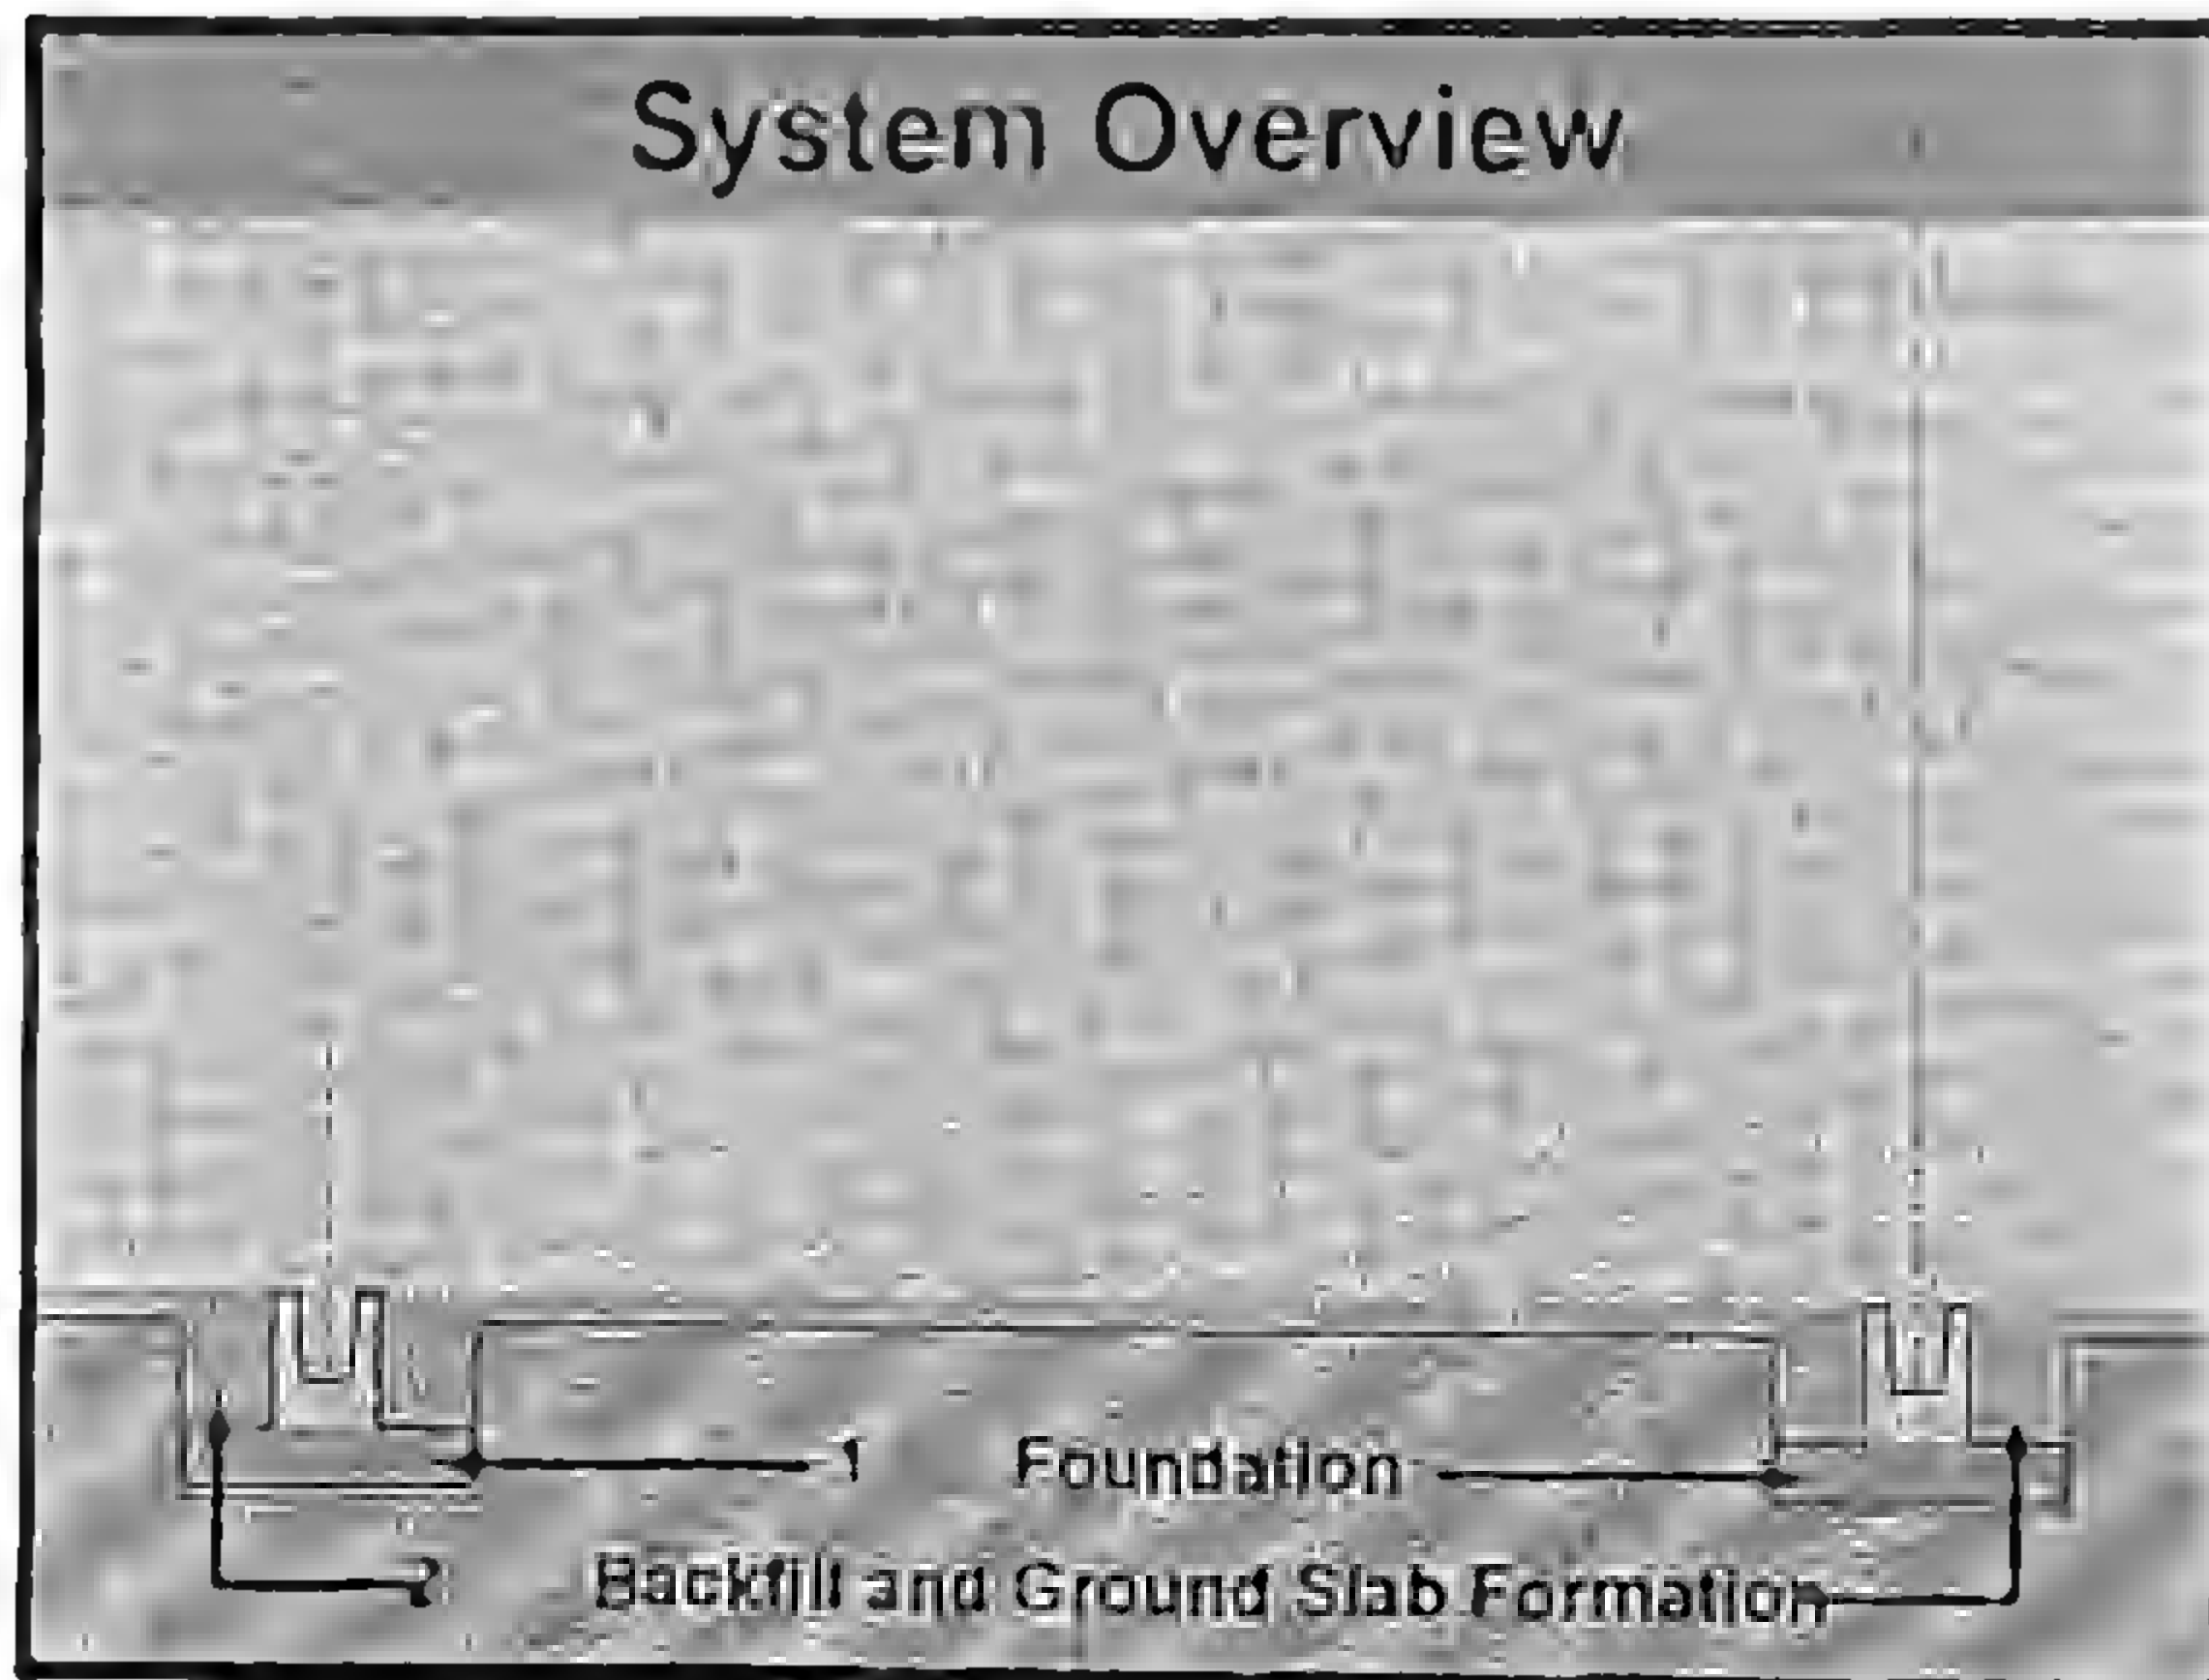 System Overview
1 Foundation
2 Backfill and Ground Slab Formation